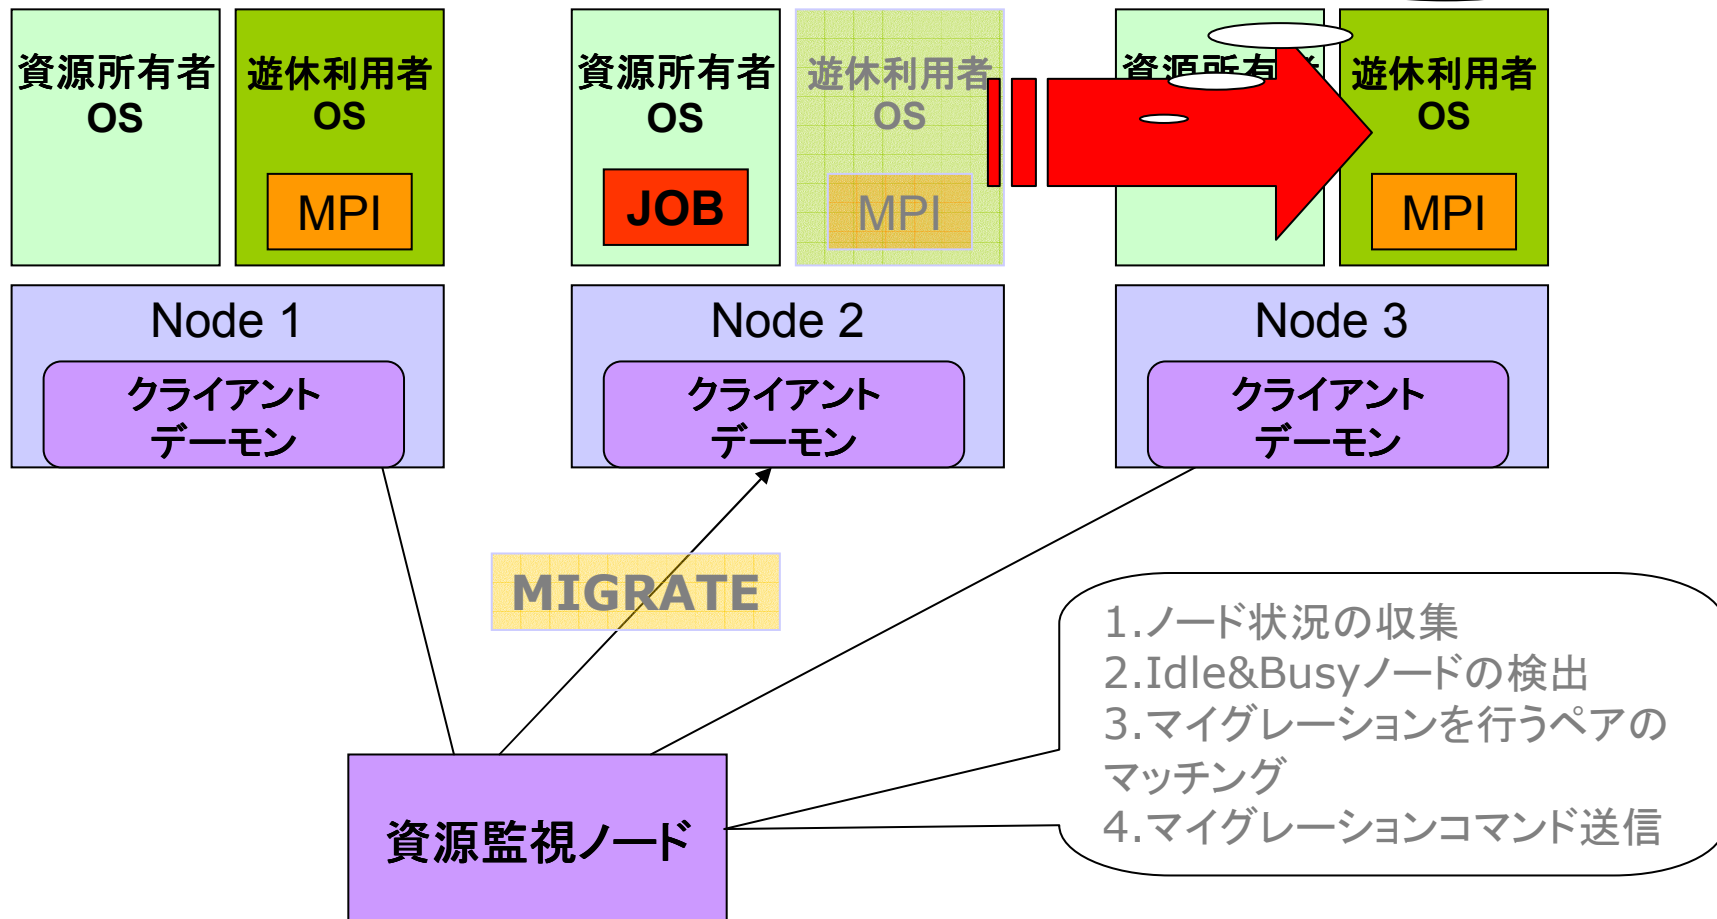 資源所有者
OS
遊休利用者
OS
MPI
資源所有者
OS
JOB
遊休利用者
OS
MPI
資源所有者
遊休利用者
OS
MPI
Node 1
クライアント
デーモン
Node 2
クライアント
デーモン
Node 3
クライアント
デーモン
MIGRATE
資源監視ノード
1.ノード状況の収集
2.Idle&Busyノードの検出
3.マイグレーションを行うペアの
マッチング
4.マイグレーションコマンド送信